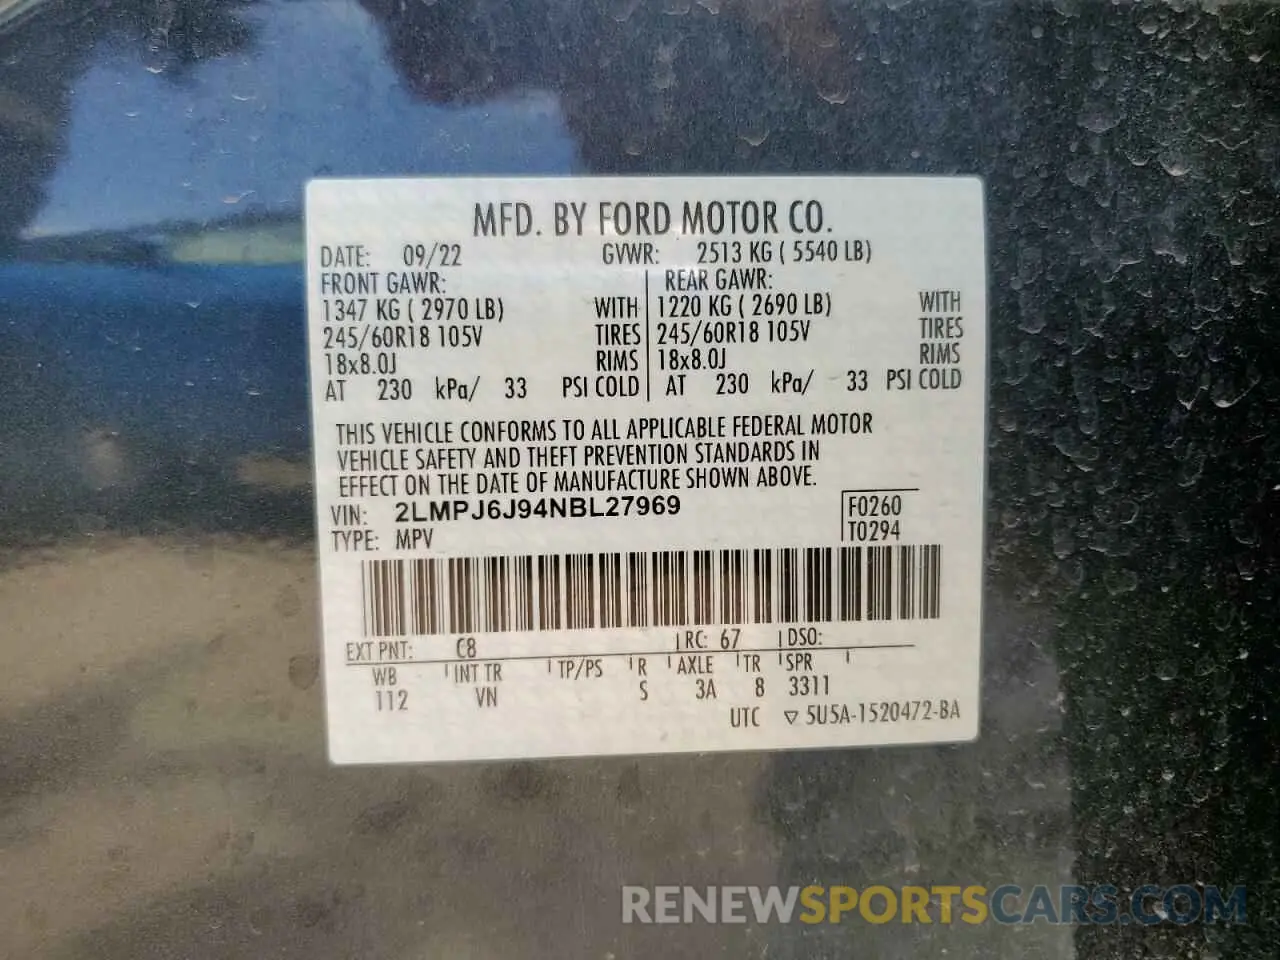 MFD. BY FORD MOTOR CO.
DATE: 09/22 GVWR: 2513 KG ( 5540 LB)
FRONT GAWR: REAR GAWR:
1347 KG ( 2970 LB) WITH 1220 KG ( 2690 LB) WITH
245/60R18 105V TIRES 245/60R18 105V TIRES
18x8.0J RIMS 18x8.0J RIMS
AT 230 kPa/ 33 PSI COLD AT 230 kPa/ 33 PSI COLD
THIS VEHICLE CONFORMS TO ALL APPLICABLE FEDERAL MOTOR
VEHICLE SAFETY AND THEFT PREVENTION STANDARDS IN
EFFECT ON THE DATE OF MANUFACTURE SHOWN ABOVE.
VIN: 2LMPJ6J94NBL27969 F0260
TYPE: MPV T0294
EXT PNT: C8 RC: 67 DSO:
WB INT TR TP/PS R AXLE TR SPR
112 VN S 3A 8 3311
UTC ▽ 5U5A-1520472-BA
RENEWSPORTSCARS.COM